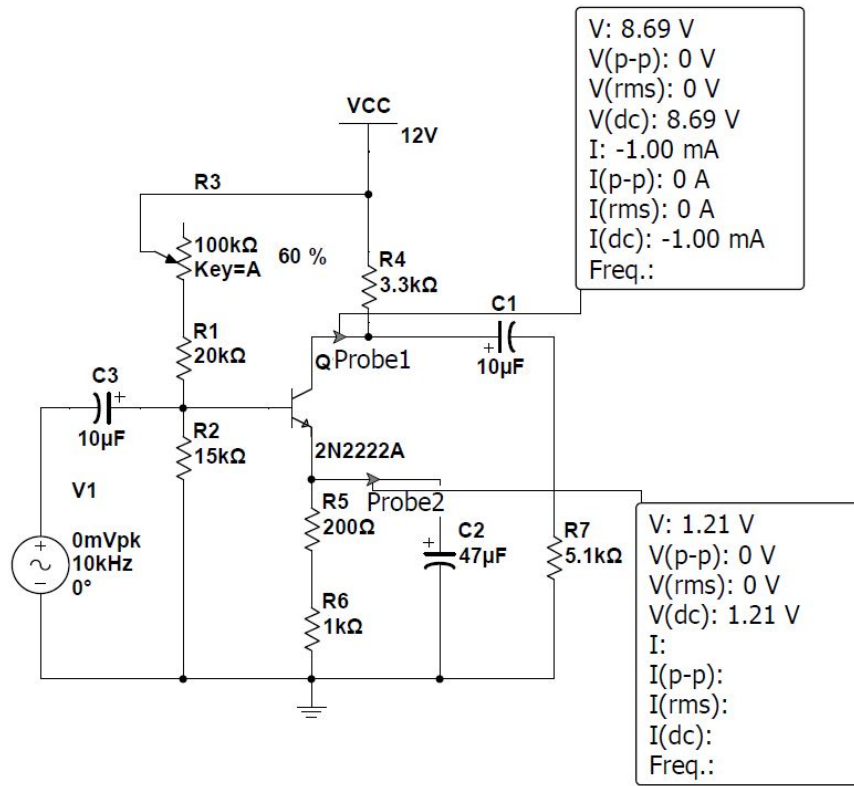 V: 8.69 V
V(p-p): 0 V
V(rms): 0 V
V(dc): 8.69 V
I: -1.00 mA
I(p-p): 0 A
I(rms): 0 A
I(dc): -1.00 mA
Freq.:
VCC
12V
R3
100kΩ
Key=A
60 %
R4
3.3kΩ
C1
10µF
+
R1
20kΩ
Q
Probe1
C3
+
10µF
R2
15kΩ
2N2222A
V1
0mVpk
10kHz
0°
Probe2
R5
200Ω
C2
47µF
+
R7
5.1kΩ
R6
1kΩ
V: 1.21 V
V(p-p): 0 V
V(rms): 0 V
V(dc): 1.21 V
I:
I(p-p):
I(rms):
I(dc):
Freq.: